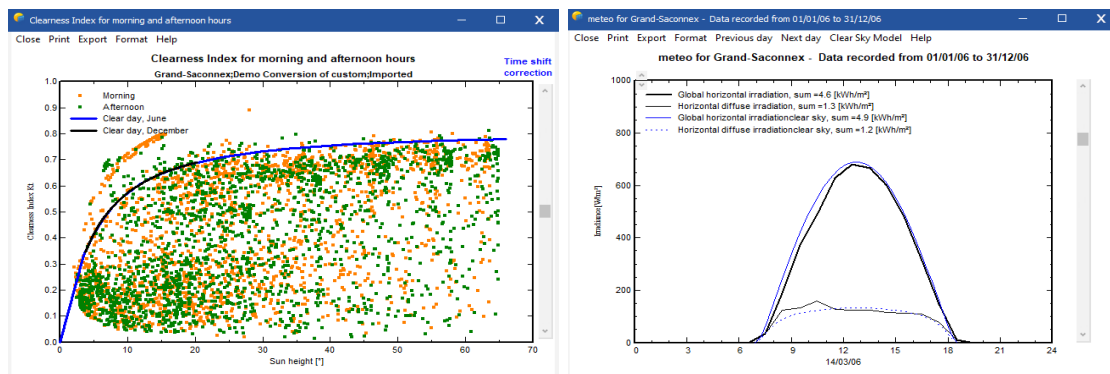 Clearness Index for morning and afternoon hours
Close Print Export Format Help
Clearness Index for morning and afternoon hours
Grand-Saconnex;Demo Conversion of custom;Imported
Time shift
correction
Morning
Afternoon
Clear day, June
Clear day, December
1.0
0.9
0.8
0.7
0.6
0.5
0.4
0.3
0.2
0.1
0.0
Clearness Index Kt
0 10 20 30 40 50 60 70
Sun height [°]
meteo for Grand-Saconnex - Data recorded from 01/01/06 to 31/12/06
Close Print Export Format Previous day Next day Clear Sky Model Help
meteo for Grand-Saconnex - Data recorded from 01/01/06 to 31/12/06
Global horizontal irradiation, sum =4.6 [kWh/m²]
Horizontal diffuse irradiation, sum =1.3 [kWh/m²]
Global horizontal irradiationclear sky, sum =4.9 [kWh/m²]
Horizontal diffuse irradiationclear sky, sum =1.2 [kWh/m²]
1000
800
600
400
200
0
Irradiance[W/m²]
0 3 6 9 12 15 18 21 24
14/03/06